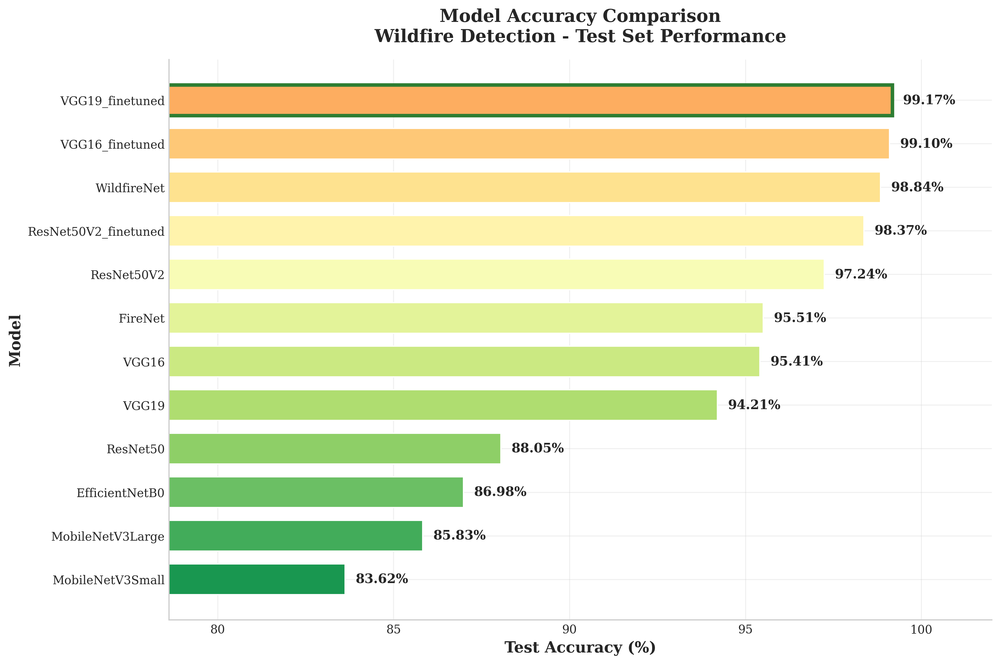 Model Accuracy Comparison
Wildfire Detection - Test Set Performance
VGG19_finetuned 99.17%
VGG16_finetuned 99.10%
WildfireNet 98.84%
ResNet50V2_finetuned 98.37%
ResNet50V2 97.24%
FireNet 95.51%
VGG16 95.41%
VGG19 94.21%
ResNet50 88.05%
EfficientNetB0 86.98%
MobileNetV3Large 85.83%
MobileNetV3Small 83.62%
Model
80 85 90 95 100
Test Accuracy (%)